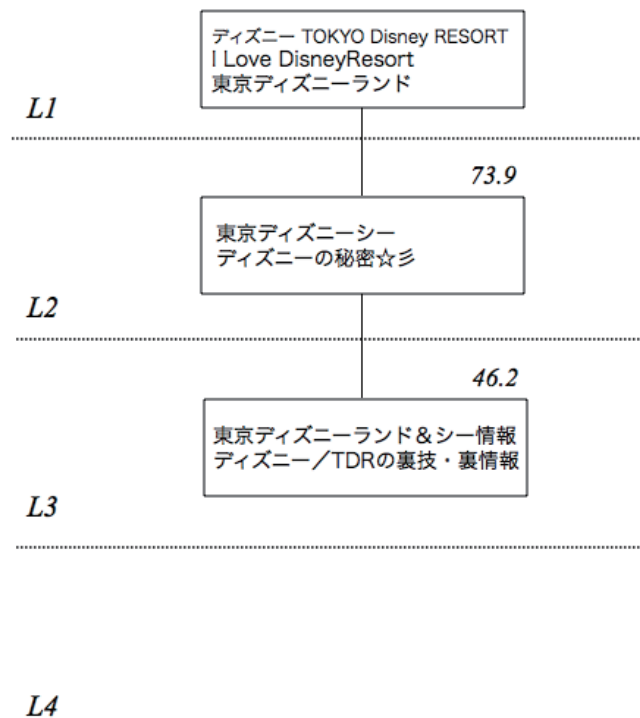 ディズニー TOKYO Disney RESORT
I Love DisneyResort
東京ディズニーランド
L1
73.9
東京ディズニーシー
ディズニーの秘密☆彡
L2
46.2
東京ディズニーランド＆シー情報
ディズニー／TDRの裏技・裏情報
L3
L4